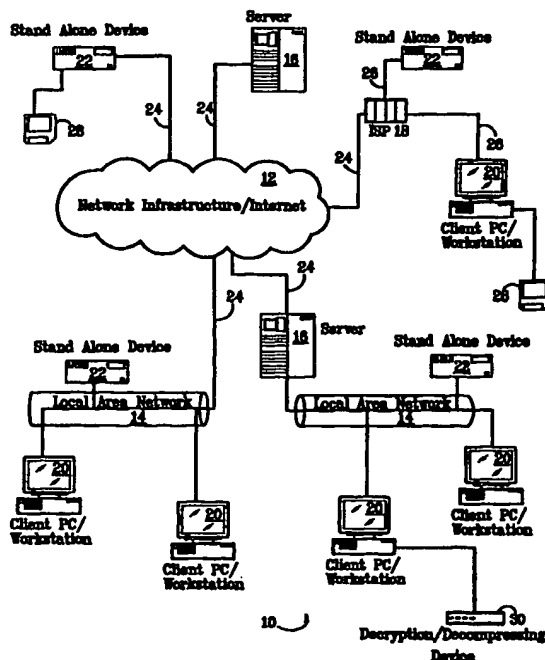 Server
Stand Alone Device
22
16
Stand Alone Device
22
26
28
24
24
ISP 18
24
26
12
Network Infrastructure/Internet
20
Client PC/
Workstation
24
24
28
16
Server
Stand Alone Device
22
Stand Alone Device
22
Local Area Network
14
Local Area Network
14
20
Client PC/
Workstation
20
Client PC/
Workstation
20
Client PC/
Workstation
20
Client PC/
Workstation
10
30
Decryption/Decompressing
Device